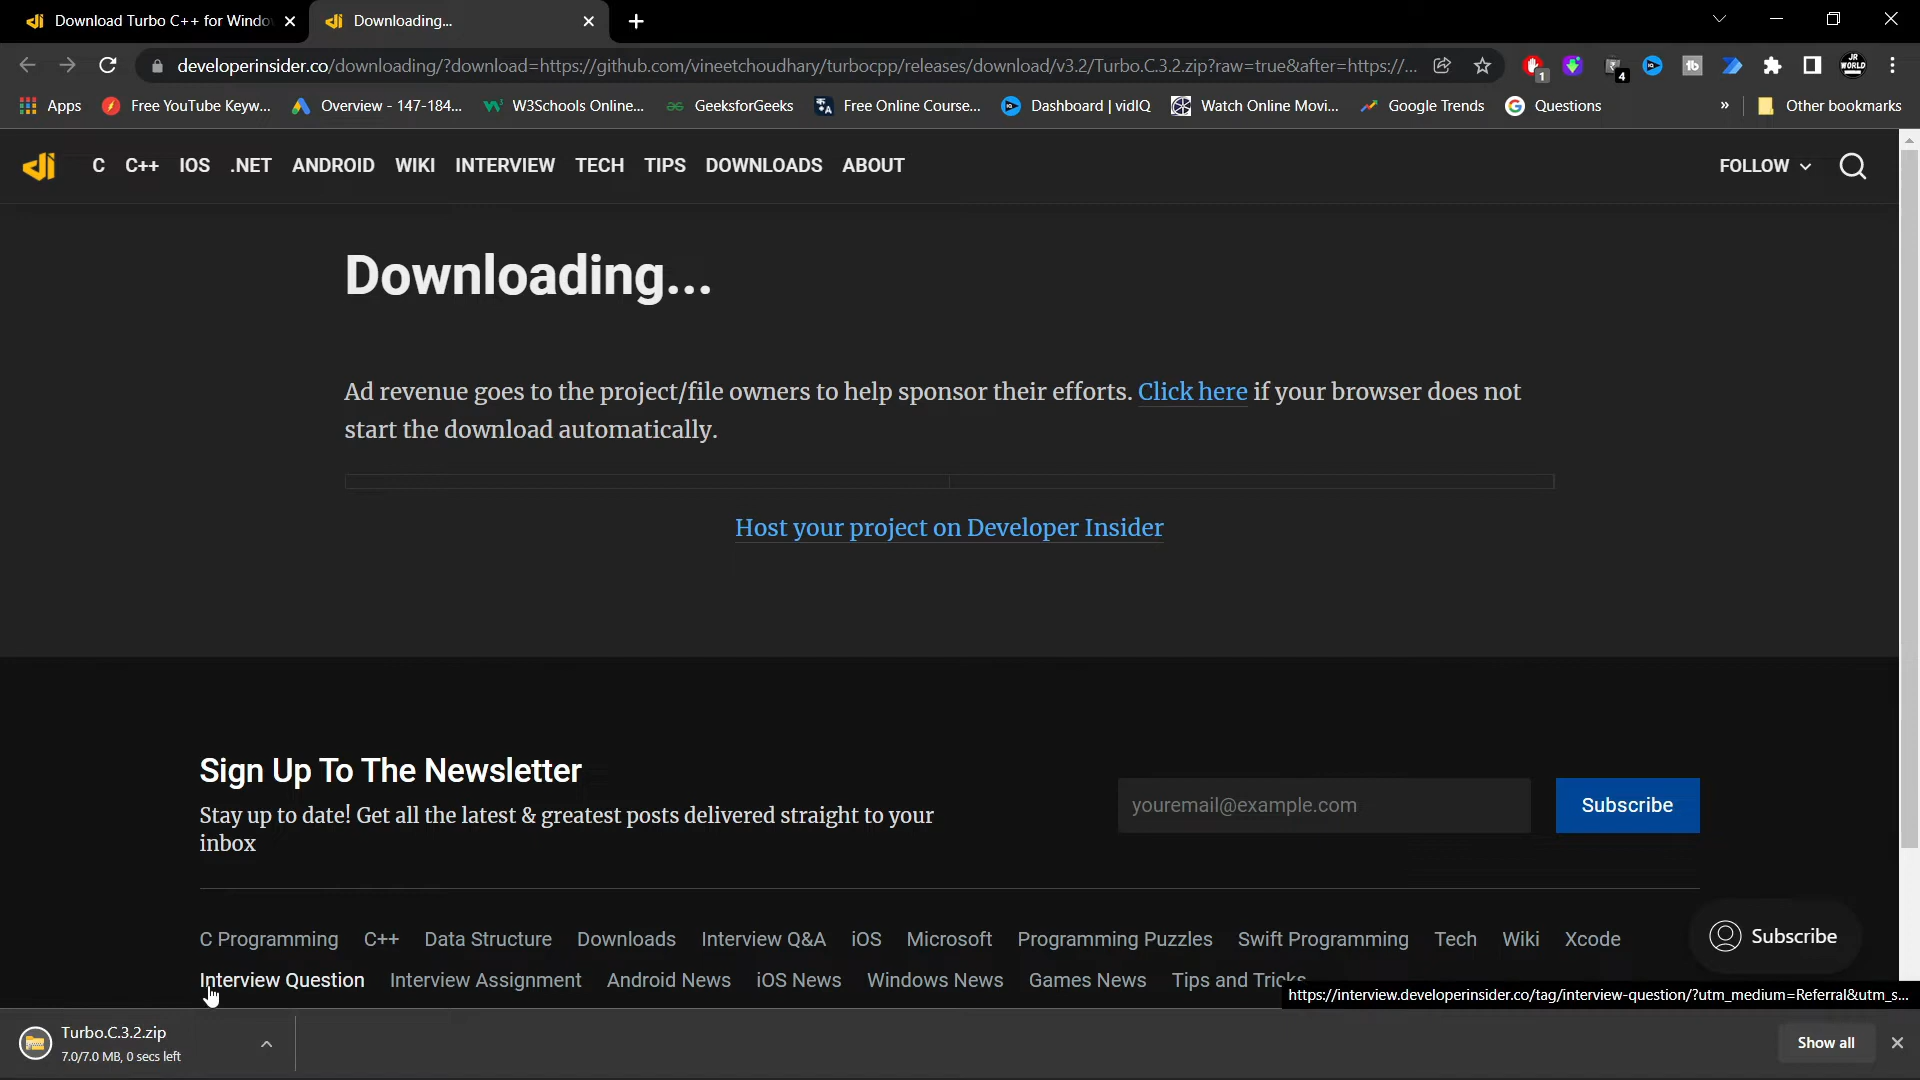 Download Turbo C++ for Windo
Downloading...
developerinsider.co/downloading/?download=https://github.com/vineetchoudhary/turbocpp/releases/download/v3.2/Turbo.C.3.2.zip?raw=true&after=https://...
1
4
JR WORLD
Apps
Free YouTube Keyw...
Overview - 147-184...
W3Schools Online...
GeeksforGeeks
Free Online Course...
Dashboard | vidIQ
Watch Online Movi...
Google Trends
Questions
»
Other bookmarks
C C++ IOS .NET ANDROID WIKI INTERVIEW TECH TIPS DOWNLOADS ABOUT
FOLLOW
Downloading...
Ad revenue goes to the project/file owners to help sponsor their efforts. Click here if your browser does not
start the download automatically.
Host your project on Developer Insider
Sign Up To The Newsletter
Stay up to date! Get all the latest & greatest posts delivered straight to your
inbox
youremail@example.com
Subscribe
C Programming C++ Data Structure Downloads Interview Q&A iOS Microsoft Programming Puzzles Swift Programming Tech Wiki Xcode
Subscribe
Interview Question Interview Assignment Android News iOS News Windows News Games News Tips and Tricks
https://interview.developerinsider.co/tag/interview-question/?utm_medium=Referral&utm_s...
Turbo.C.3.2.zip
7.0/7.0 MB, 0 secs left
Show all